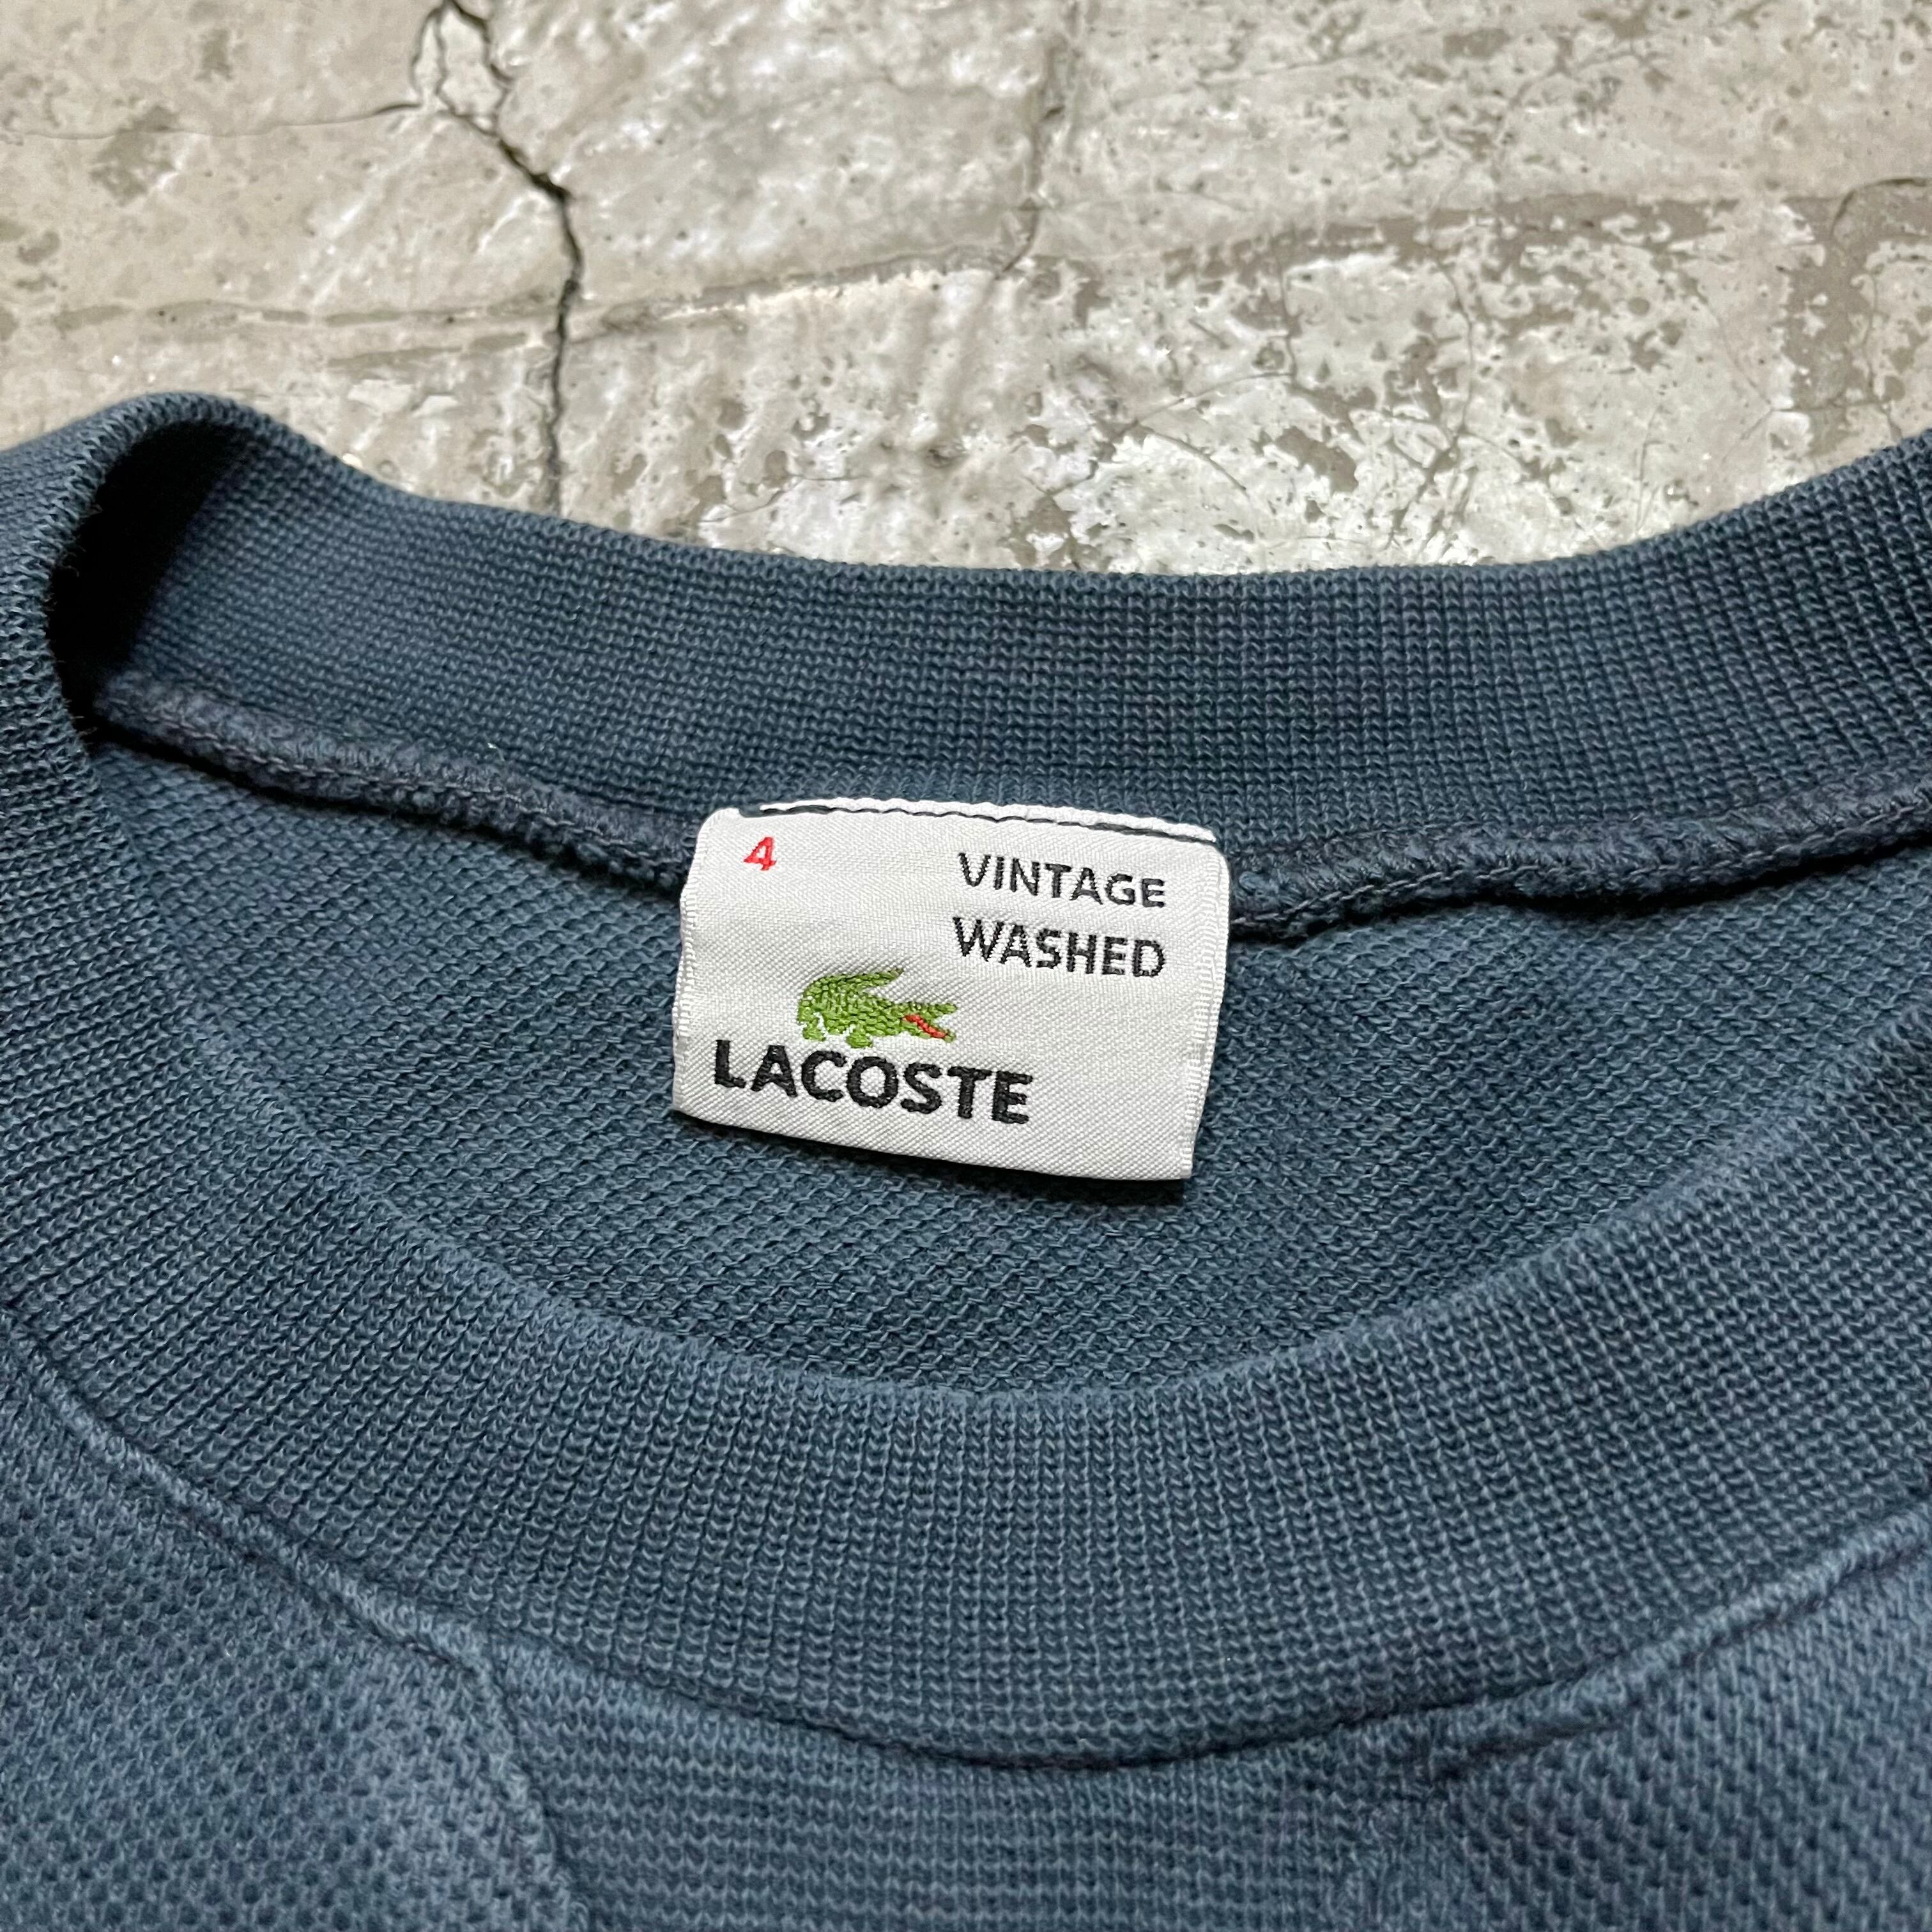 4
VINTAGE
WASHED
LACOSTE